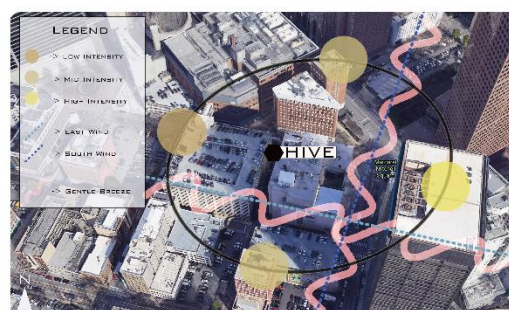 LEGEND
-> LOW INTENSITY
-> MID INTENSITY
-> HIGH INTENSITY
-> EAST WIND
-> SOUTH WIND
-> GENTLE BREEZE
HIVE
N